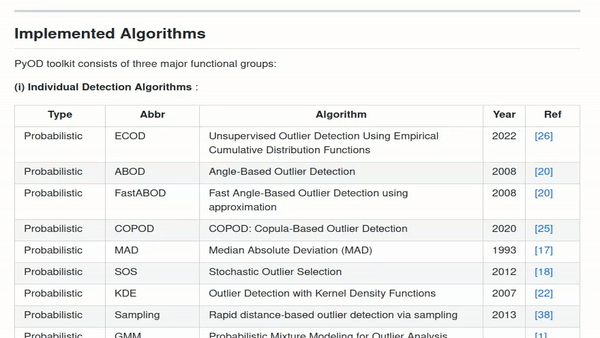 Implemented Algorithms
PyOD toolkit consists of three major functional groups:
(i) Individual Detection Algorithms :
Type Abbr Algorithm Year Ref
Probabilistic ECOD Unsupervised Outlier Detection Using Empirical 2022 [26]
Cumulative Distribution Functions
Probabilistic ABOD Angle-Based Outlier Detection 2008 [20]
Probabilistic FastABOD Fast Angle-Based Outlier Detection using 2008 [20]
approximation
Probabilistic COPOD COPOD: Copula-Based Outlier Detection 2020 [25]
Probabilistic MAD Median Absolute Deviation (MAD) 1993 [17]
Probabilistic SOS Stochastic Outlier Selection 2012 [18]
Probabilistic KDE Outlier Detection with Kernel Density Functions 2007 [22]
Probabilistic Sampling Rapid distance-based outlier detection via sampling 2013 [38]
Probabilistic GMM Probabilistic Mixture Modeling for Outlier Analysis [1]